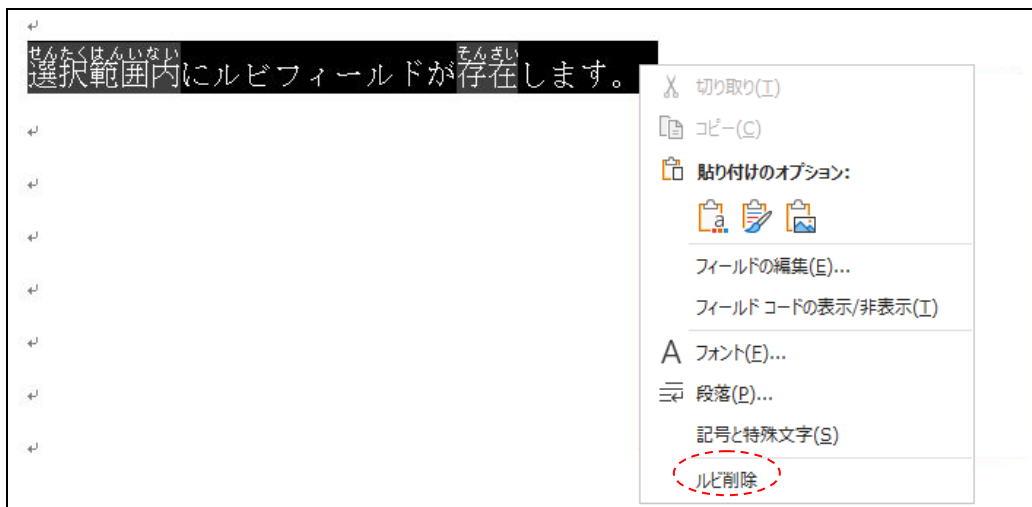 せんたくはんいない そんざい
選択範囲内にルビフィールドが存在します。
切り取り(T)
コピー(C)
貼り付けのオプション:
フィールドの編集(E)...
フィールド コードの表示/非表示(T)
フォント(F)...
段落(P)...
記号と特殊文字(S)
ルビ削除